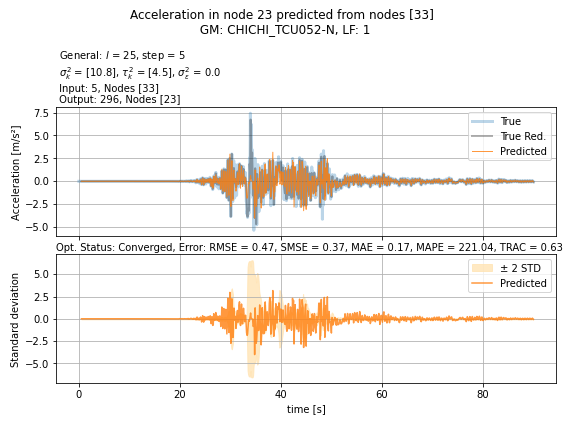 Acceleration in node 23 predicted from nodes [33]
GM: CHICHI_TCU052-N, LF: 1
General: l = 25, step = 5
σ²ₖ = [10.8], τ²ₖ = [4.5], σ²ε = 0.0
Input: 5, Nodes [33]
Output: 296, Nodes [23]
Acceleration [m/s²]
7.5
5.0
2.5
0.0
−2.5
−5.0
True
True Red.
Predicted
Opt. Status: Converged, Error: RMSE = 0.47, SMSE = 0.37, MAE = 0.17, MAPE = 221.04, TRAC = 0.63
Standard deviation
5.0
2.5
0.0
−2.5
−5.0
± 2 STD
Predicted
0
20
40
60
80
time [s]